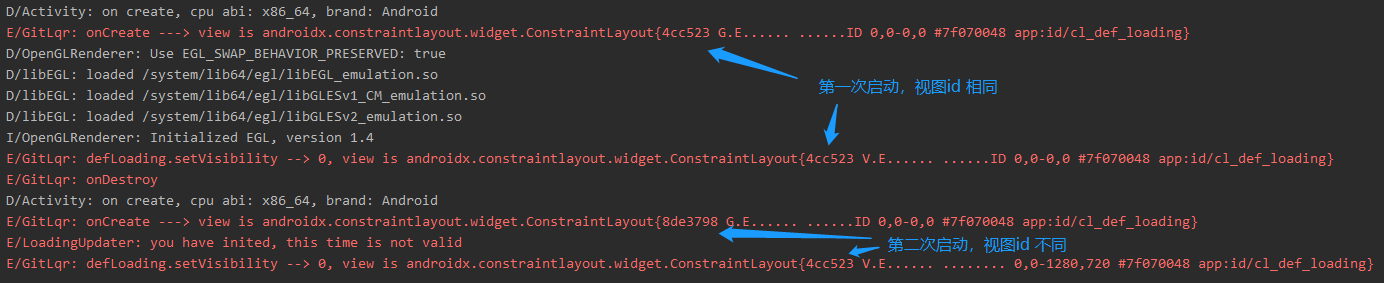 D/Activity: on create, cpu abi: x86_64, brand: Android
E/GitLqr: onCreate ---> view is androidx.constraintlayout.widget.ConstraintLayout{4cc523 G.E...... ......ID 0,0-0,0 #7f070048 app:id/cl_def_loading}
D/OpenGLRenderer: Use EGL_SWAP_BEHAVIOR_PRESERVED: true
D/libEGL: loaded /system/lib64/egl/libEGL_emulation.so
第一次启动，视图id 相同
D/libEGL: loaded /system/lib64/egl/libGLESv1_CM_emulation.so
D/libEGL: loaded /system/lib64/egl/libGLESv2_emulation.so
I/OpenGLRenderer: Initialized EGL, version 1.4
E/GitLqr: defLoading.setVisibility --> 0, view is androidx.constraintlayout.widget.ConstraintLayout{4cc523 V.E...... ......ID 0,0-0,0 #7f070048 app:id/cl_def_loading}
E/GitLqr: onDestroy
D/Activity: on create, cpu abi: x86_64, brand: Android
E/GitLqr: onCreate ---> view is androidx.constraintlayout.widget.ConstraintLayout{8de3798 G.E...... ......ID 0,0-0,0 #7f070048 app:id/cl_def_loading}
E/LoadingUpdater: you have inited, this time is not valid
第二次启动，视图id 不同
E/GitLqr: defLoading.setVisibility --> 0, view is androidx.constraintlayout.widget.ConstraintLayout{4cc523 V.E...... ........ 0,0-1280,720 #7f070048 app:id/cl_def_loading}